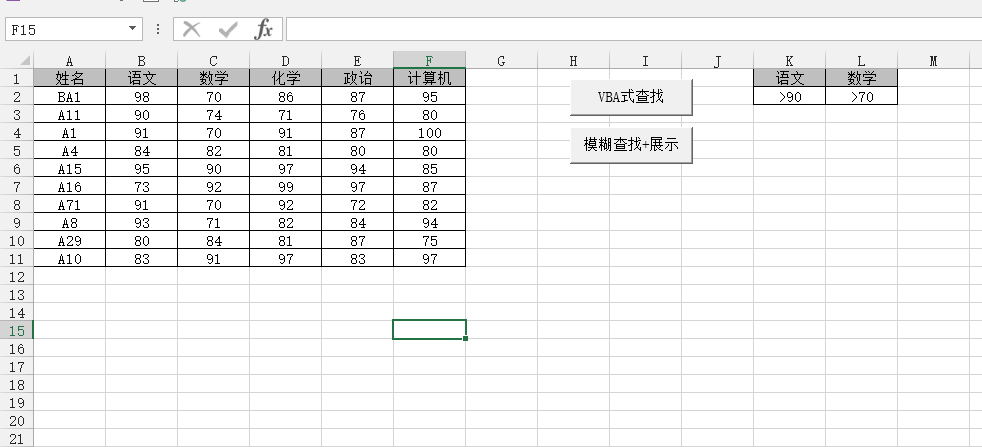 F15 fx
A B C D E F G H I J K L M
1 姓名 语文 数学 化学 政治 计算机 语文 数学
2 BA1 98 70 86 87 95 VBA式查找 >90 >70
3 A11 90 74 71 76 80
4 A1 91 70 91 87 100
5 A4 84 82 81 80 80 模糊查找+展示
6 A15 95 90 97 94 85
7 A16 73 92 99 97 87
8 A71 91 70 92 72 82
9 A8 93 71 82 84 94
10 A29 80 84 81 87 75
11 A10 83 91 97 83 97
12
13
14
15
16
17
18
19
20
21